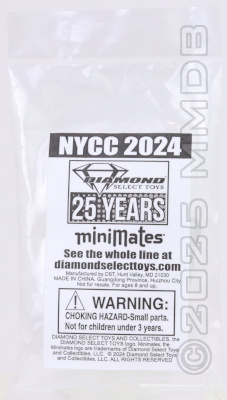 NYCC 2024
DIAMOND
SELECT TOYS
25 YEARS
minimates®
See the whole line at
diamondselecttoys.com
Manufactured by DST, Hunt Valley, MD 21030
MADE IN CHINA, Guangdong Province, Huizhou City
Not for resale. For ages 8 and up.
WARNING:
CHOKING HAZARD-Small parts.
Not for children under 3 years.
DIAMOND SELECT TOYS AND COLLECTIBLES, the
DIAMOND SELECT TOYS logo, Minimates, the
Minimates logo are trademarks of Diamond Select Toys
and Collectibles, LLC. © 2024 Diamond Select Toys
and Collectibles, LLC. ALL RIGHTS RESERVED
©2025 MMDB